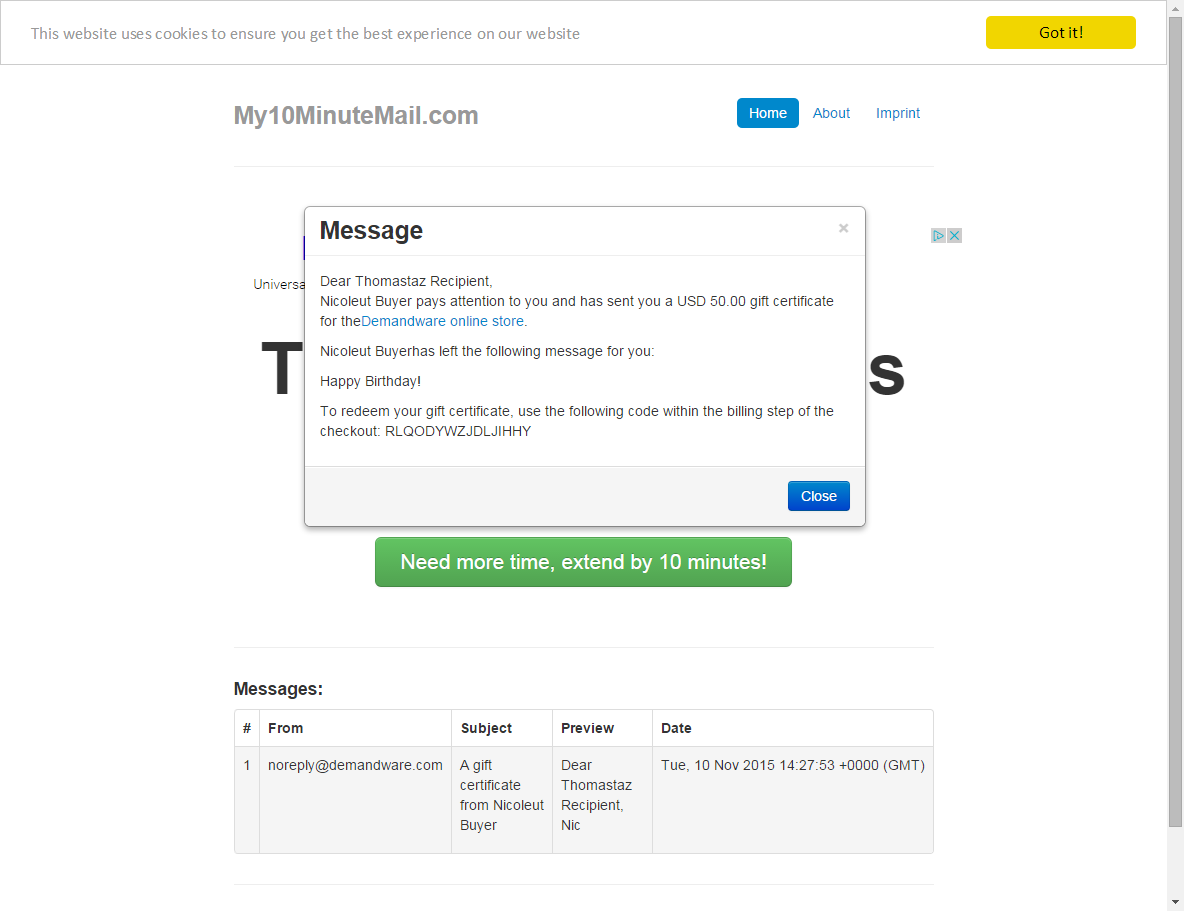 This website uses cookies to ensure you get the best experience on our website
Got it!
My10MinuteMail.com
Home About Imprint
Message ×
Dear Thomastaz Recipient,
Nicoleut Buyer pays attention to you and has sent you a USD 50.00 gift certificate
for theDemandware online store.
Nicoleut Buyerhas left the following message for you:
Happy Birthday!
To redeem your gift certificate, use the following code within the billing step of the
checkout: RLQODYWZJDLJIHHY
Close
Need more time, extend by 10 minutes!
Messages:
# From Subject Preview Date
1 noreply@demandware.com A gift Dear Tue, 10 Nov 2015 14:27:53 +0000 (GMT)
certificate Thomastaz
from Nicoleut Recipient,
Buyer Nic